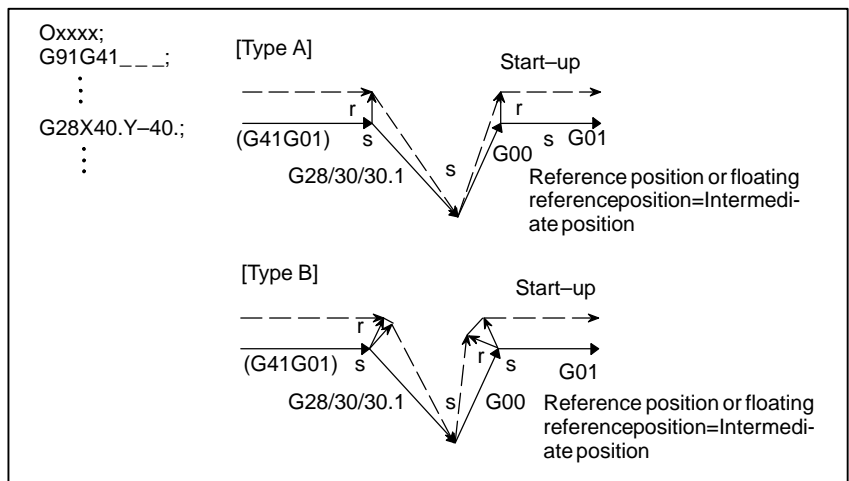 Oxxxx;
G91G41_ _ _;
G28X40.Y–40.;
[Type A]
Start–up
r
r
(G41G01)
s
s
G00
s
G01
G28/30/30.1
Reference position or floating
referenceposition=Intermedi-
ate position
[Type B]
Start–up
r
(G41G01)
s
r
s
G01
G28/30/30.1
s
G00
Reference position or floating
referenceposition=Intermedi-
ate position